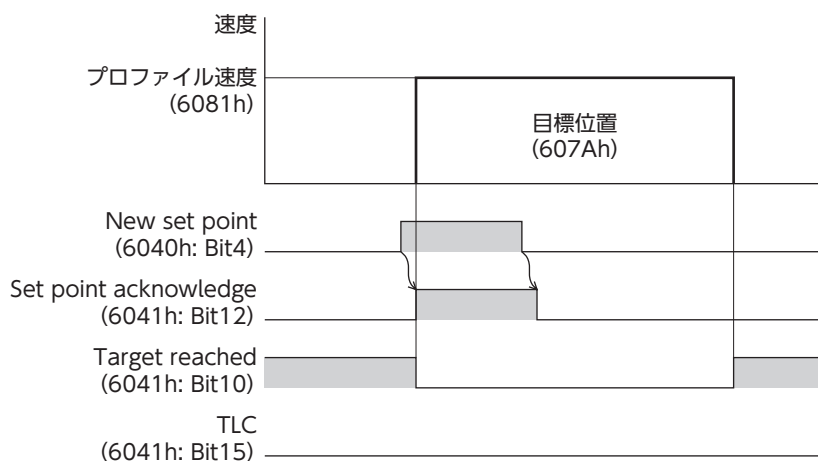 速度
プロファイル速度
(6081h)
目標位置
(607Ah)
New set point
(6040h: Bit4)
Set point acknowledge
(6041h: Bit12)
Target reached
(6041h: Bit10)
TLC
(6041h: Bit15)